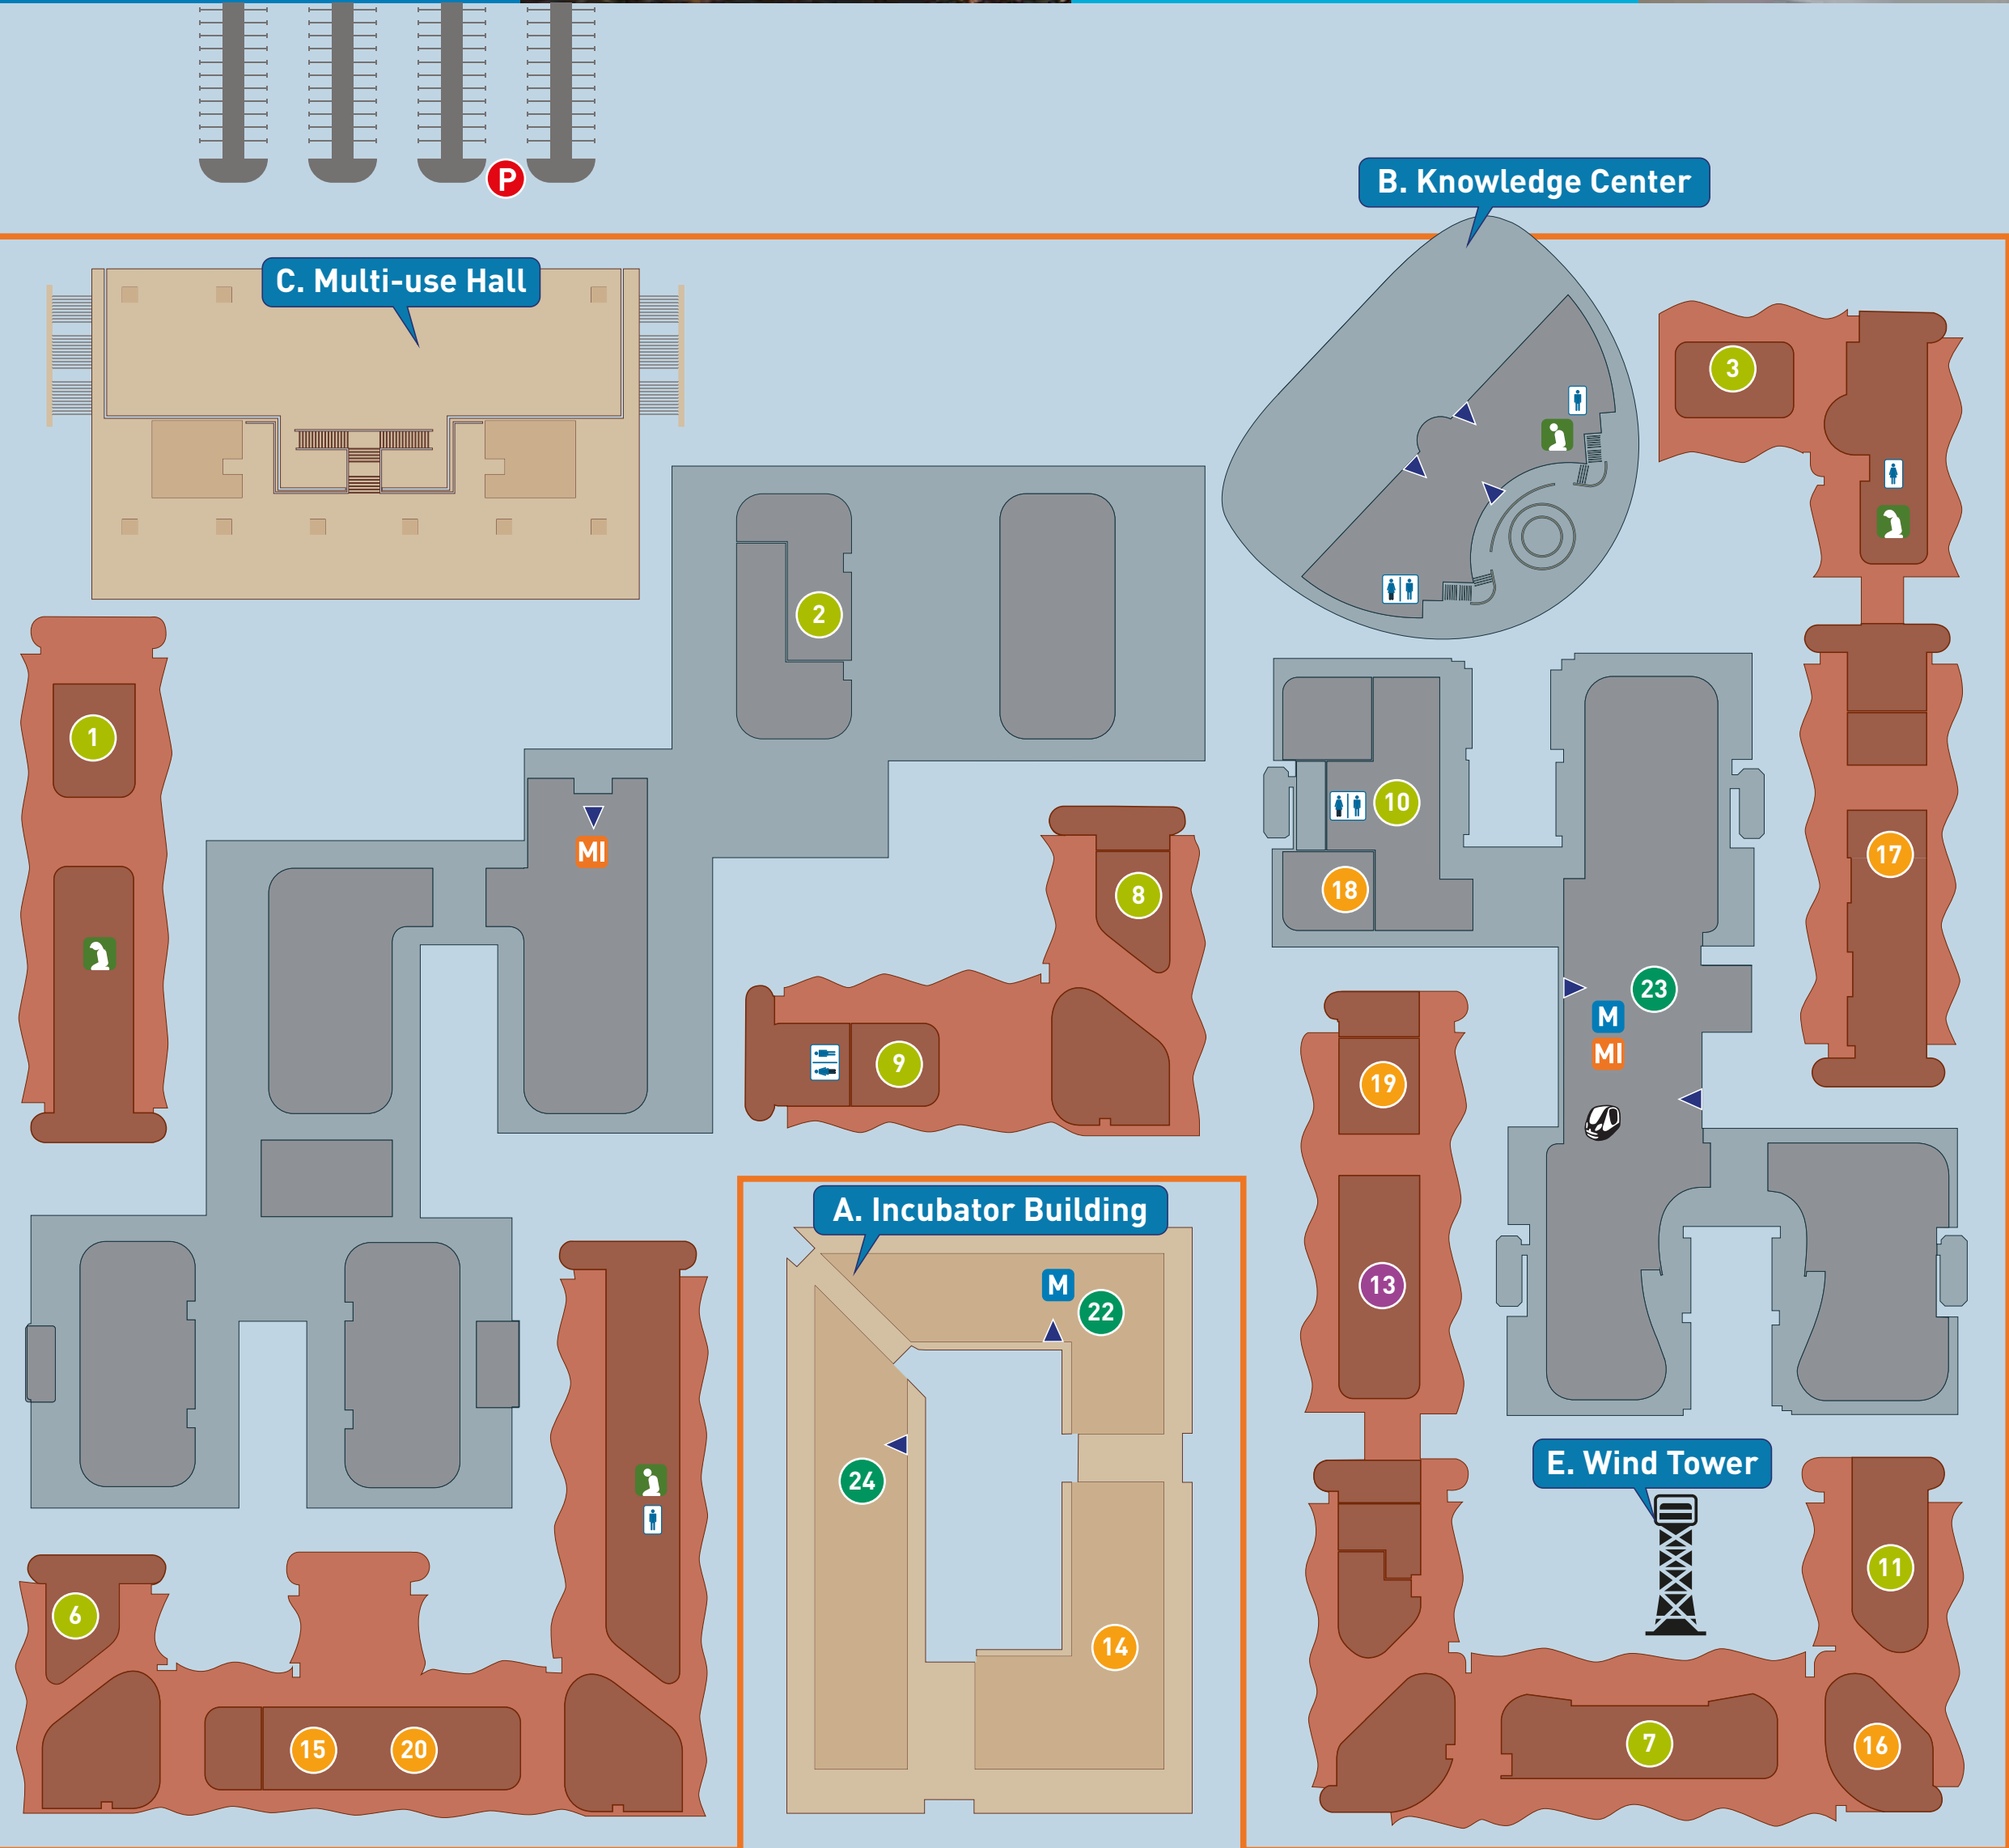 P
B. Knowledge Center
C. Multi-use Hall
3
2
1
10
MI
17
18
8
23
M
MI
9
19
A. Incubator Building
M
22
13
E. Wind Tower
24
11
6
14
15
20
7
16